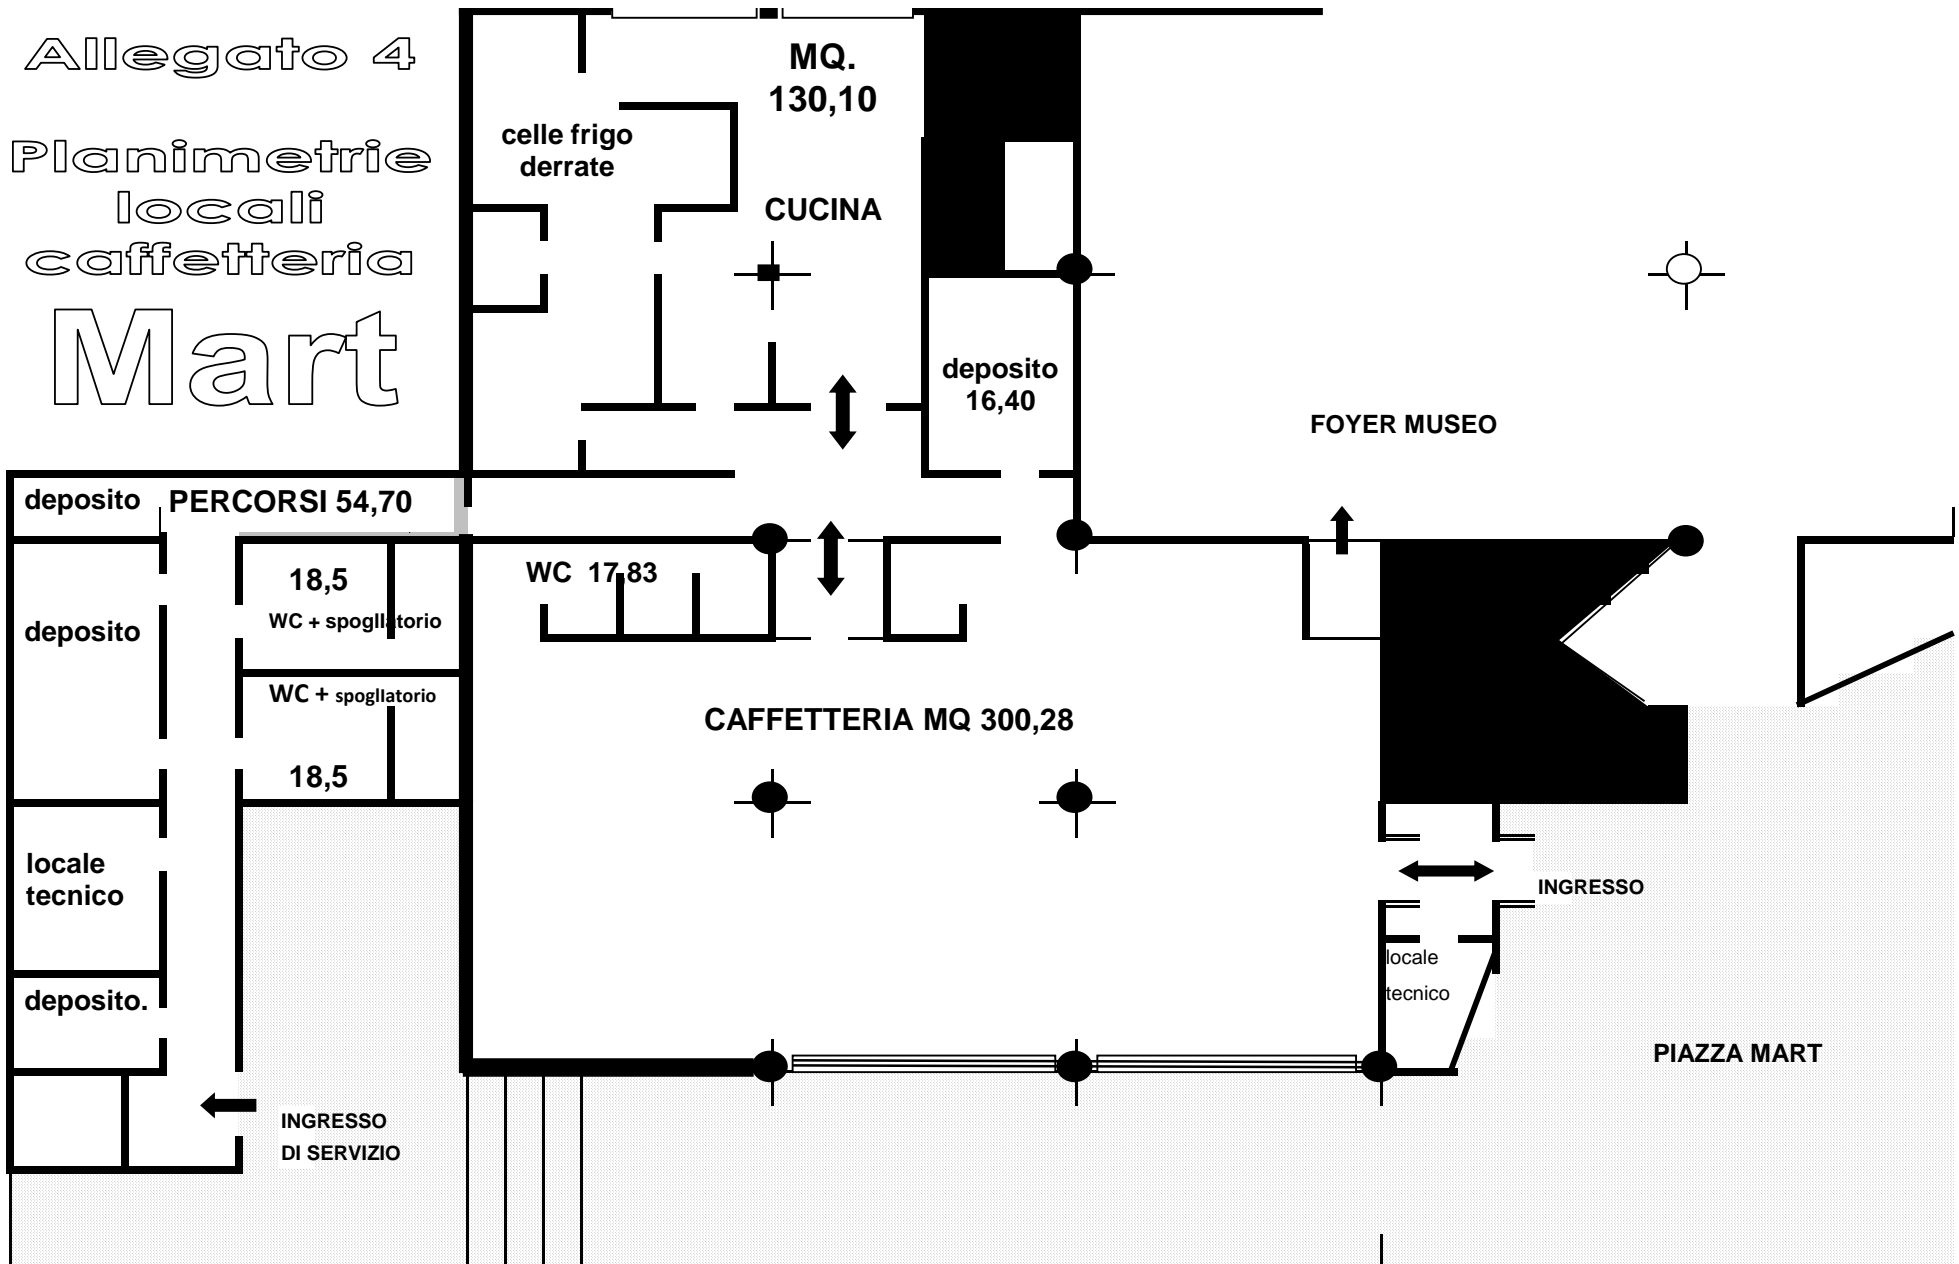 Allegato 4
Planimetrie
locali
caffetteria
Mart
MQ.
130,10
celle frigo
derrate
CUCINA
deposito
16,40
FOYER MUSEO
deposito
PERCORSI 54,70
18,5
WC + spogllatorio
WC 17,83
deposito
WC + spogllatorio
18,5
CAFFETTERIA MQ 300,28
locale
tecnico
INGRESSO
locale
tecnico
deposito.
PIAZZA MART
INGRESSO
DI SERVIZIO